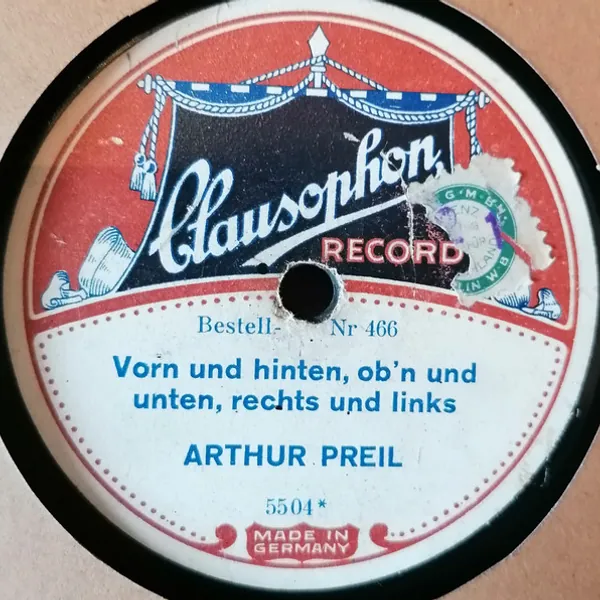 Clausophon
RECORD
G·M·B·H·
Bestell- Nr 466
Vorn und hinten, ob'n und
unten, rechts und links
ARTHUR PREIL
5504*
MADE IN
GERMANY